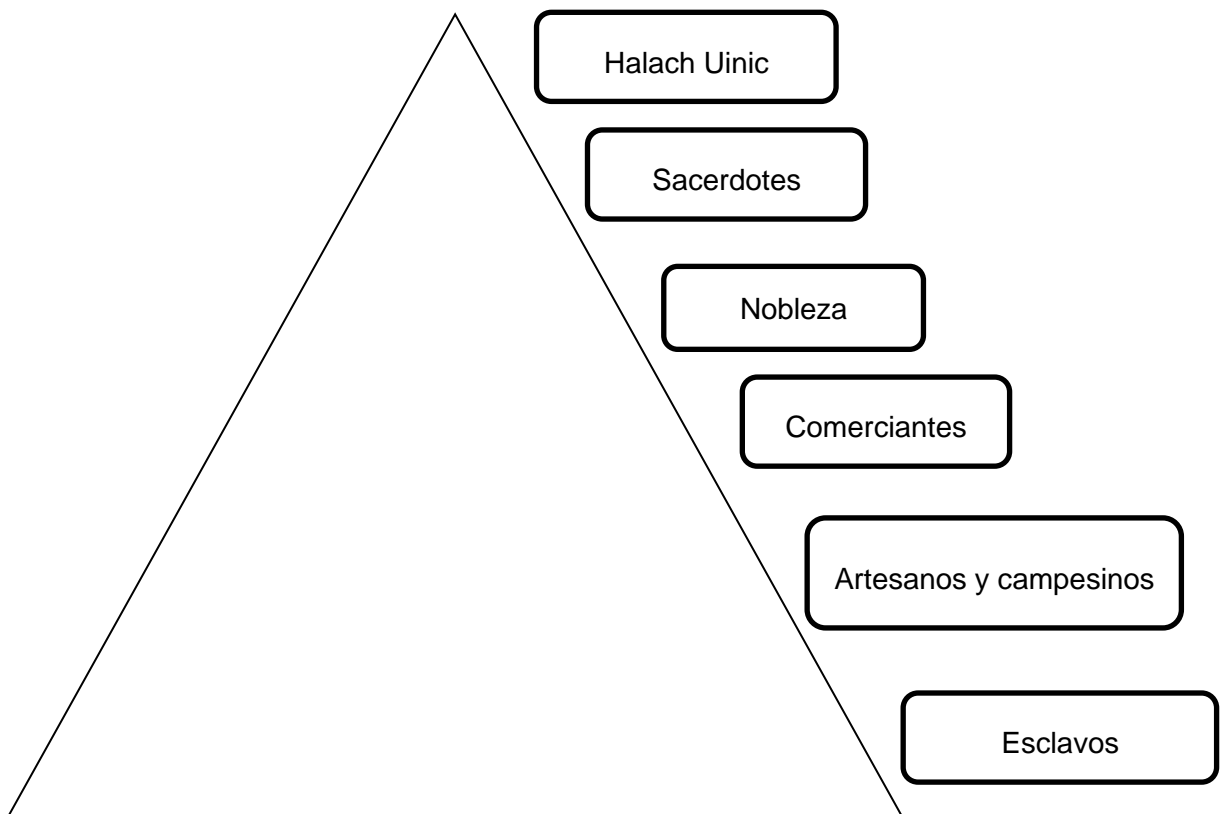 Halach Uinic
Sacerdotes
Nobleza
Comerciantes
Artesanos y campesinos
Esclavos